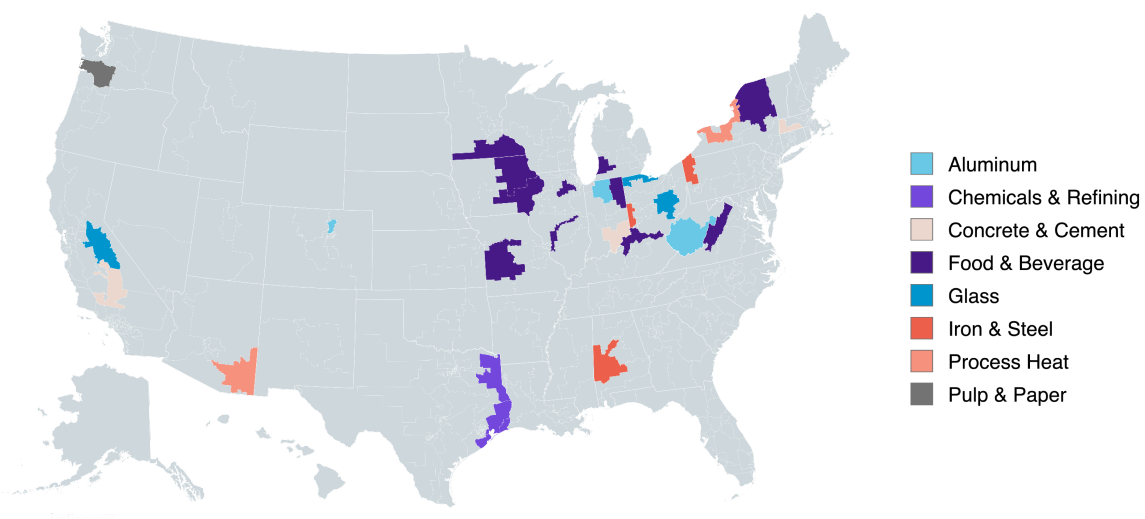 Aluminum
Chemicals & Refining
Concrete & Cement
Food & Beverage
Glass
Iron & Steel
Process Heat
Pulp & Paper